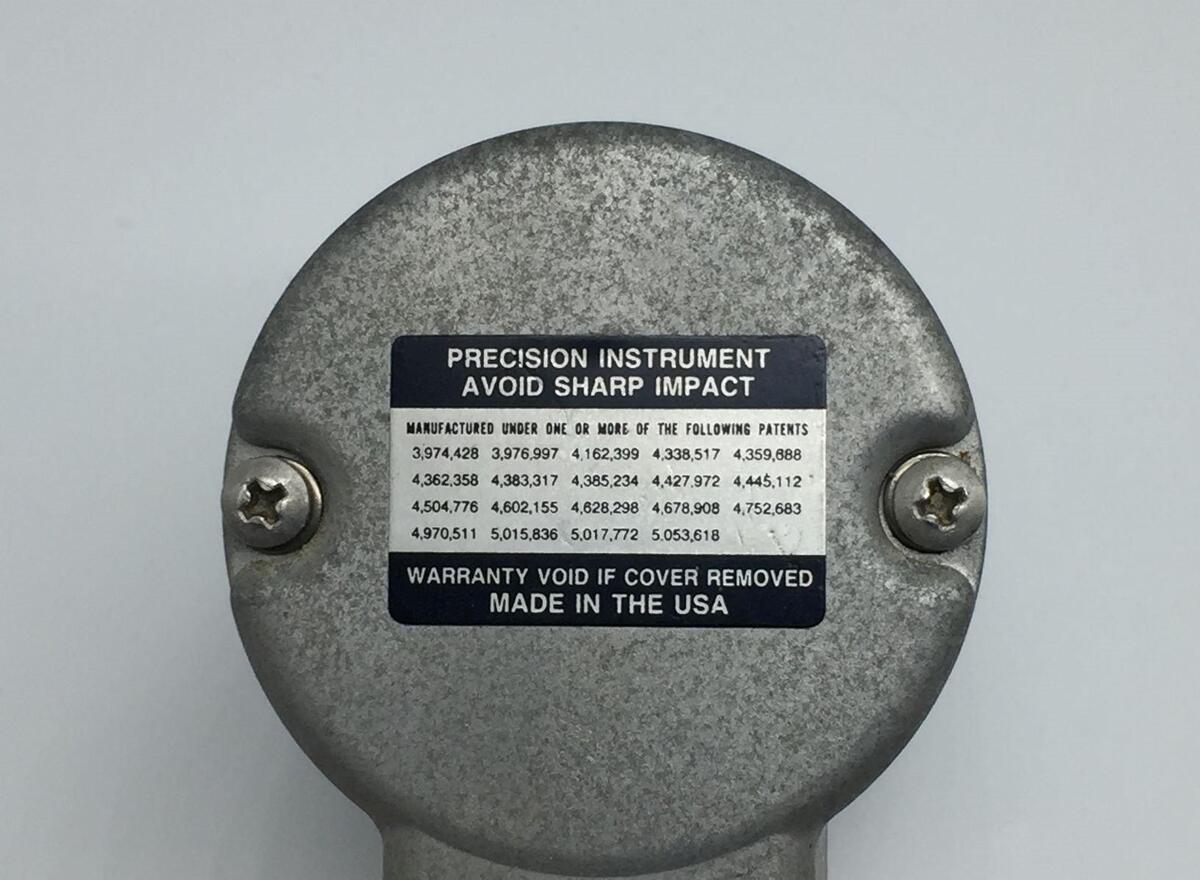 PRECISION INSTRUMENT
AVOID SHARP IMPACT
MANUFACTURED UNDER ONE OR MORE OF THE FOLLOWING PATENTS
3,974,428 3,976,997 4,162,399 4,338,517 4,359,688
4,362,358 4,383,317 4,385,234 4,427,972 4,445,112
4,504,776 4,602,155 4,628,298 4,678,908 4,752,683
4,970,511 5,015,836 5,017,772 5,053,618
WARRANTY VOID IF COVER REMOVED
MADE IN THE USA